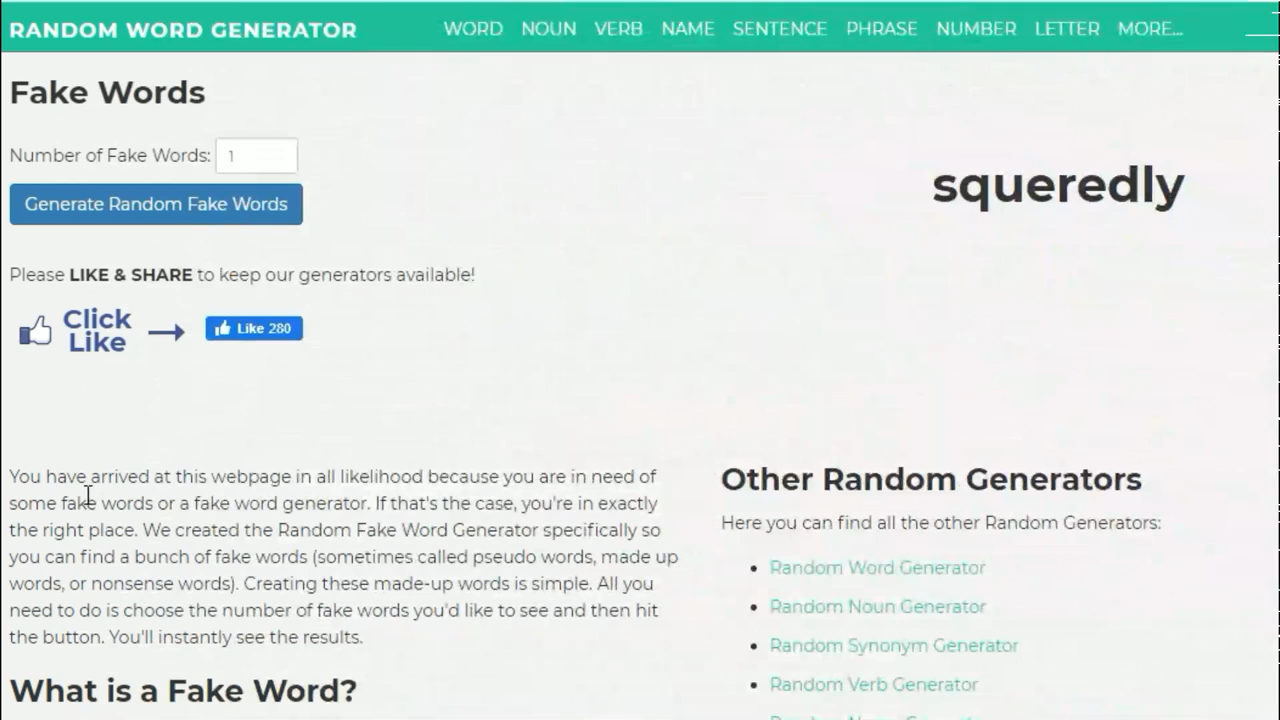 RANDOM WORD GENERATOR
WORD NOUN VERB NAME SENTENCE PHRASE NUMBER LETTER MORE...
Fake Words
Number of Fake Words: 1
Generate Random Fake Words
squeredly
Please LIKE & SHARE to keep our generators available!
Click
Like
Like 280
You have arrived at this webpage in all likelihood because you are in need of
some fake words or a fake word generator. If that's the case, you're in exactly
the right place. We created the Random Fake Word Generator specifically so
you can find a bunch of fake words (sometimes called pseudo words, made up
words, or nonsense words). Creating these made-up words is simple. All you
need to do is choose the number of fake words you'd like to see and then hit
the button. You'll instantly see the results.
What is a Fake Word?
Other Random Generators
Here you can find all the other Random Generators:
Random Word Generator
Random Noun Generator
Random Synonym Generator
Random Verb Generator